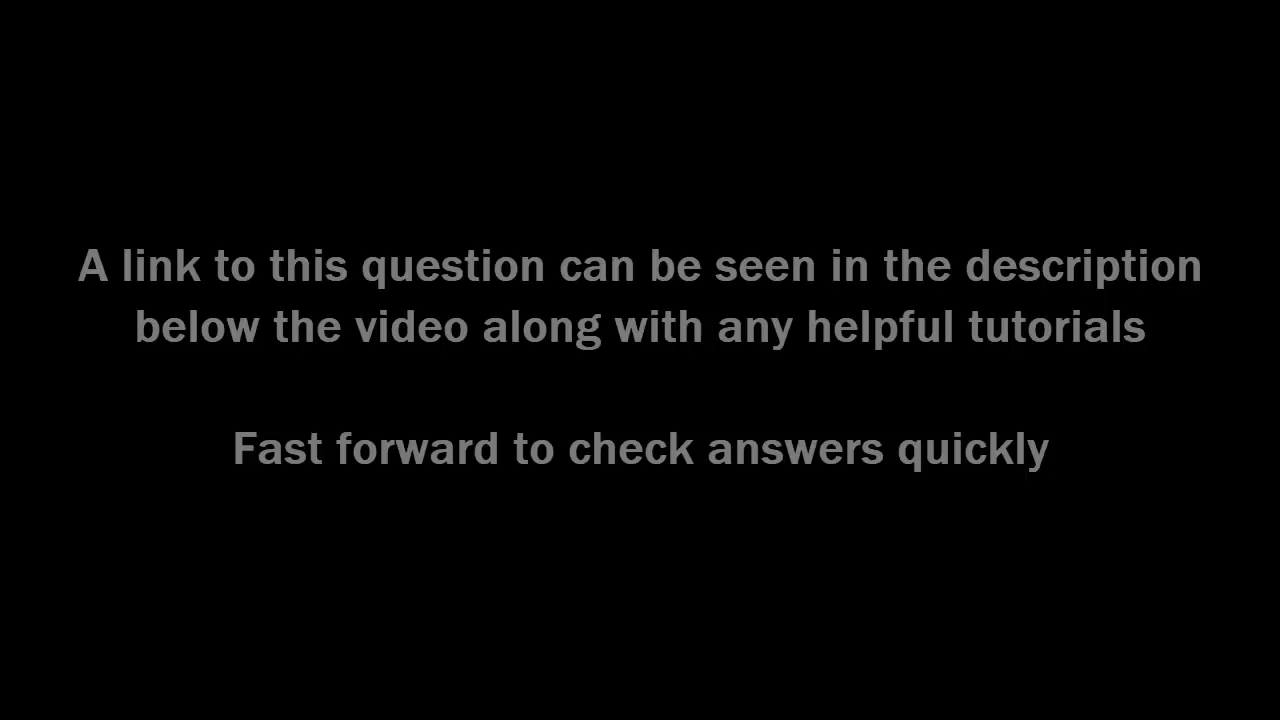 A link to this question can be seen in the description
below the video along with any helpful tutorials
Fast forward to check answers quickly